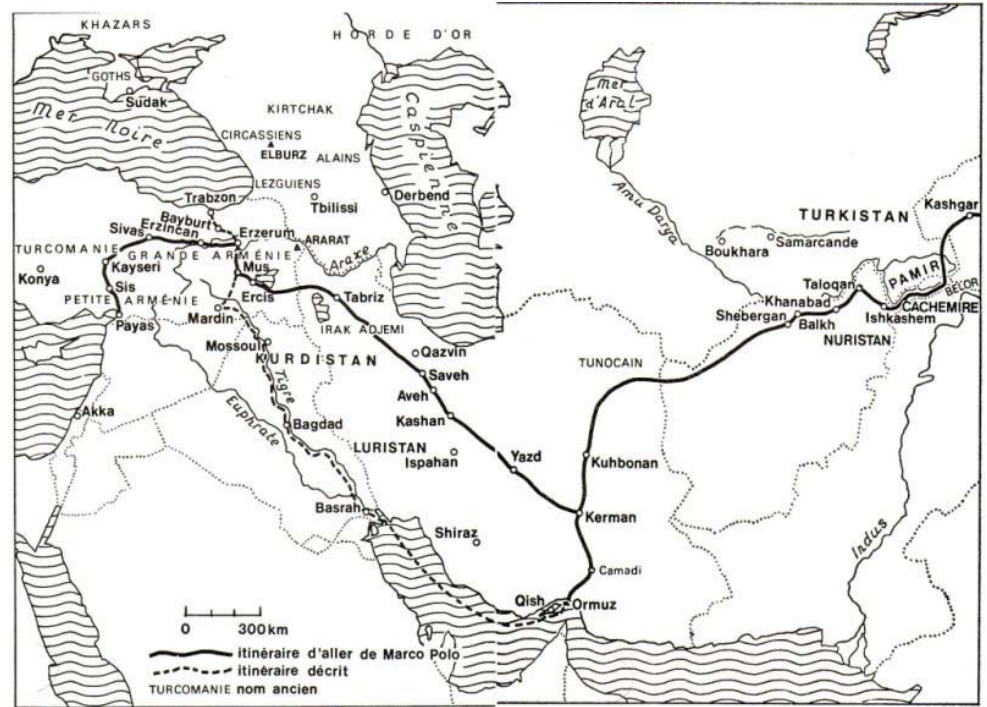 KHAZARS
HORDE D'OR
GOTHS
Sudak
Mer Noire
KIRTCHAK
CIRCASSIENS
ELBURZ
ALAINS
LEZGUIENS
Caspienne
Mer
d'Aral
Derbend
Tbilissi
Trabzon
Bayburt
Erzincan
Sivas
Erzerum
ARARAT
Araxe
Amu Darya
TURKISTAN
Kashgar
Boukhara
Samarcande
TURCOMANIE
GRANDE ARMÉNIE
Kayseri
Konya
Sis
Mus
PETITE ARMÉNIE
Ercis
Tabriz
Payas
Mardin
IRAK ADJEMI
Taloqan
PAMIR
BELOR
Khanabad
CACHEMIRE
Shebergan
Balkh
Ishkashem
NURISTAN
Mossoul
KURDISTAN
Qazvin
Saveh
TUNOCAIN
Aveh
Kashan
Tigre
Akka
Euphrate
Bagdad
LURISTAN
Ispahan
Yazd
Kuhbonan
Basrah
Kerman
Shiraz
Indus
Camadi
Qish
Ormuz
0 300km
itinéraire d'aller de Marco Polo
itinéraire décrit
TURCOMANIE nom ancien